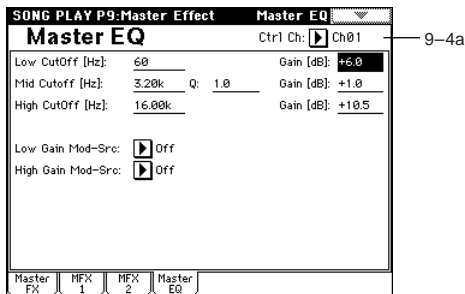 SONG PLAY P9:Master Effect Master EQ
Master EQ Ctrl Ch: Ch01 9–4a
Low CutOff [Hz]: 60 Gain [dB]: +6.0
Mid Cutoff [Hz]: 3.20k Q: 1.0 Gain [dB]: +1.0
High CutOff [Hz]: 16.00k Gain [dB]: +10.5
Low Gain Mod-Src: Off
High Gain Mod-Src: Off
Master FX MFX 1 MFX 2 Master EQ